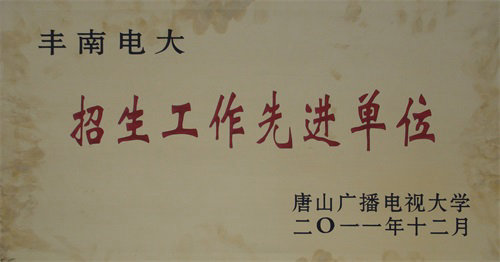 丰南电大
招生工作先进单位
唐山广播电视大学
二〇一一年十二月